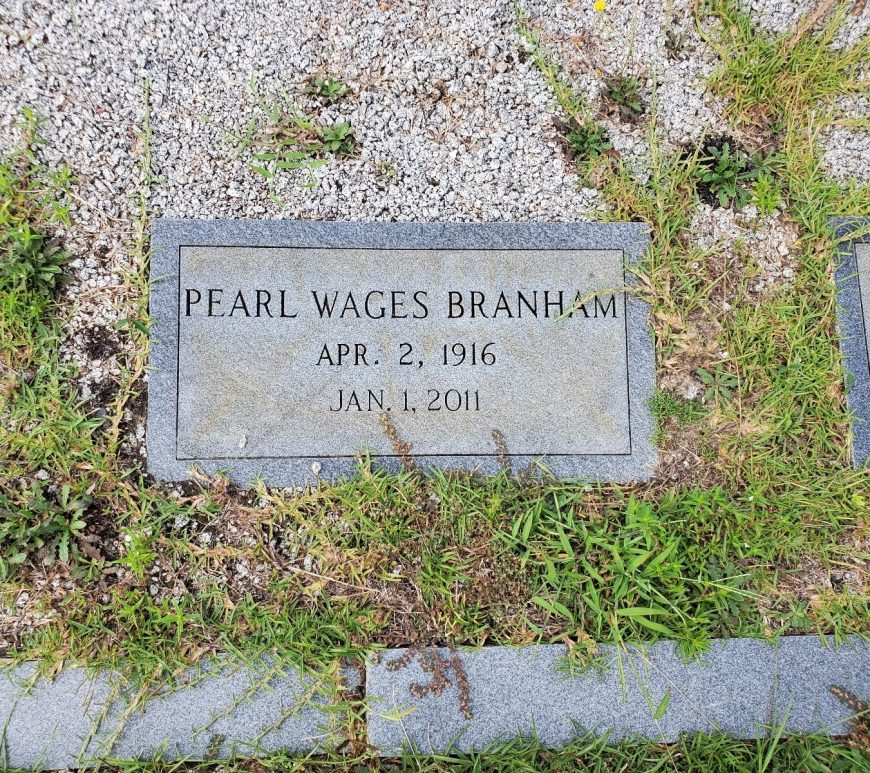 PEARL WAGES BRANHAM
APR. 2, 1916
JAN. 1, 2011